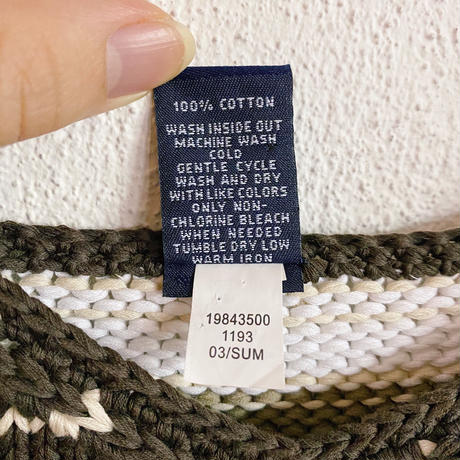 100% COTTON
WASH INSIDE OUT
MACHINE WASH
COLD
GENTLE CYCLE
WASH AND DRY
WITH LIKE COLORS
ONLY NON-
CHLORINE BLEACH
WHEN NEEDED
TUMBLE DRY LOW
WARM IRON
19843500
1193
03/SUM